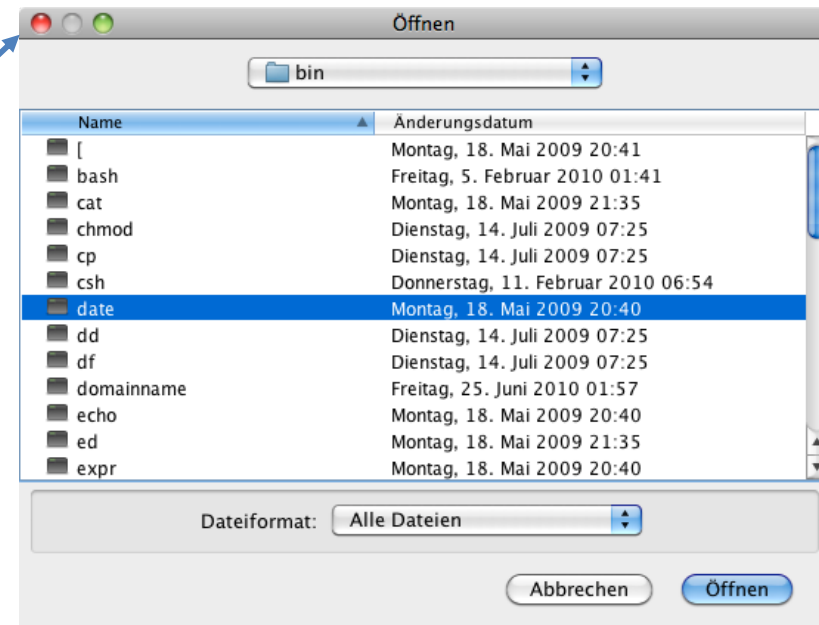 Öffnen
bin
Name Änderungsdatum
[ Montag, 18. Mai 2009 20:41
bash Freitag, 5. Februar 2010 01:41
cat Montag, 18. Mai 2009 21:35
chmod Dienstag, 14. Juli 2009 07:25
cp Dienstag, 14. Juli 2009 07:25
csh Donnerstag, 11. Februar 2010 06:54
date Montag, 18. Mai 2009 20:40
dd Dienstag, 14. Juli 2009 07:25
df Dienstag, 14. Juli 2009 07:25
domainname Freitag, 25. Juni 2010 01:57
echo Montag, 18. Mai 2009 20:40
ed Montag, 18. Mai 2009 21:35
expr Montag, 18. Mai 2009 20:40
Dateiformat: Alle Dateien
Abbrechen Öffnen